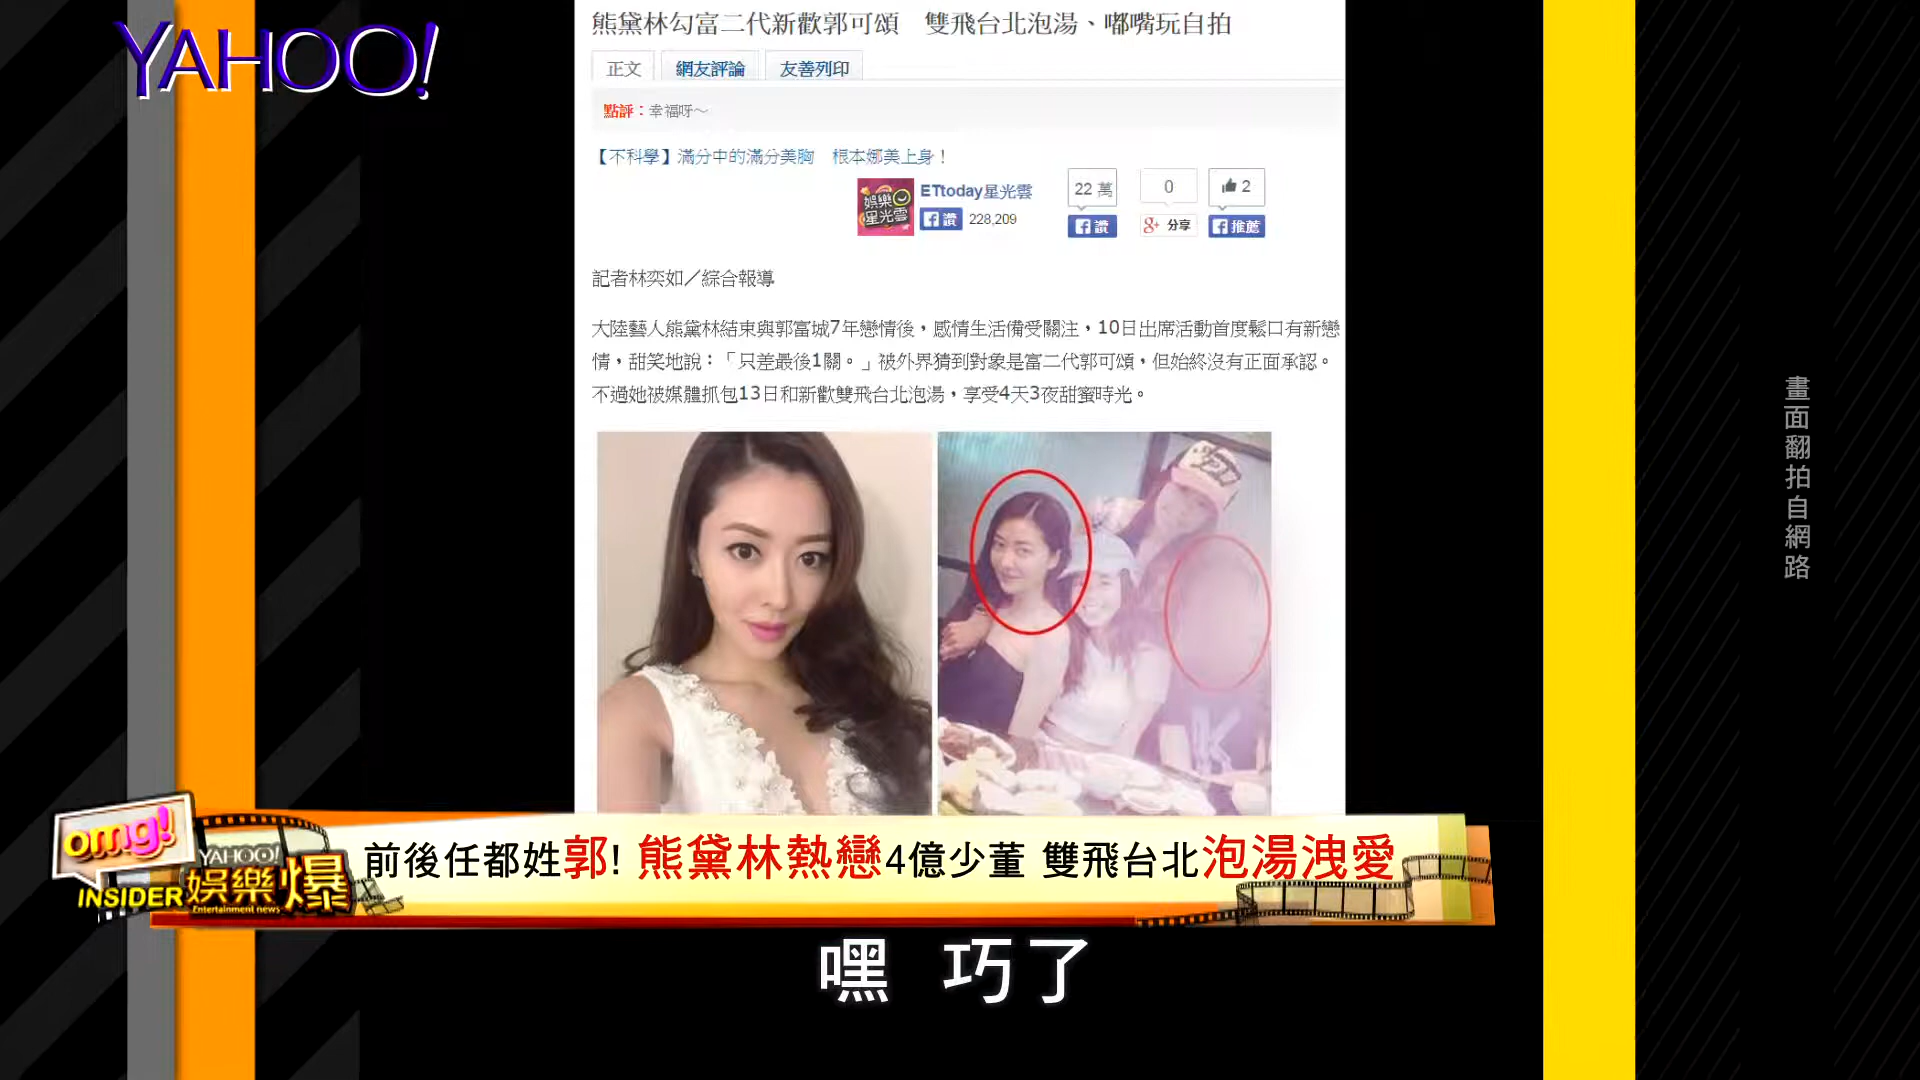 YAHOO!
熊黛林勾富二代新歡郭可頌 雙飛台北泡湯、嘟嘴玩自拍
正文 網友評論 友善列印
點評：幸福呀～
【不科學】滿分中的滿分美胸 根本娜美上身！
娛樂星光雲
ETtoday星光雲
讚 228,209
22 萬 0 2
讚 分享 推薦
記者林奕如／綜合報導
大陸藝人熊黛林結束與郭富城7年戀情後，感情生活備受關注，10日出席活動首度鬆口有新戀
情，甜笑地說：「只差最後1關。」被外界猜到對象是富二代郭可頌，但始終沒有正面承認。
不過她被媒體抓包13日和新歡雙飛台北泡湯，享受4天3夜甜蜜時光。
畫面翻拍自網路
omg!
INSIDER
YAHOO!
娛樂爆
Entertainment news
前後任都姓郭! 熊黛林熱戀4億少董 雙飛台北泡湯洩愛
嘿 巧了